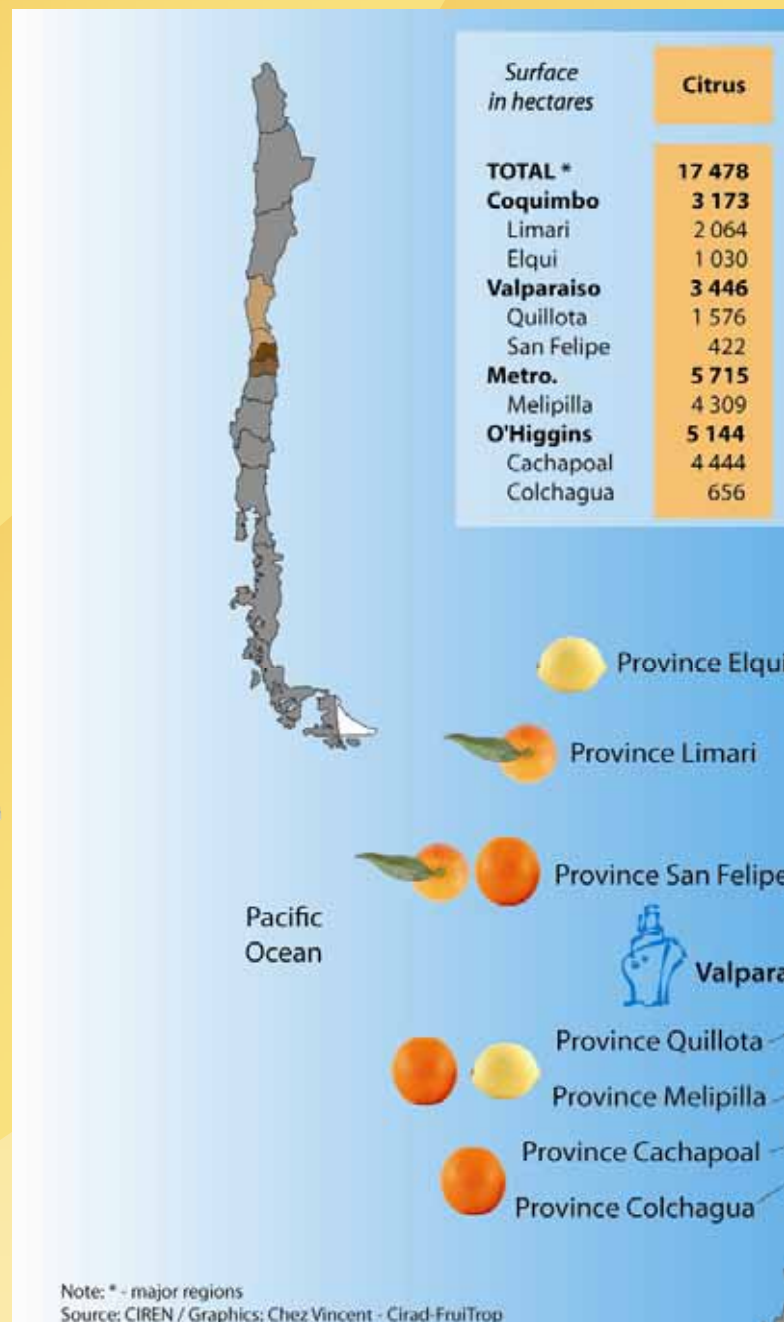 Surface
in hectares
Citrus
TOTAL * 17 478
Coquimbo 3 173
Limari 2 064
Elqui 1 030
Valparaiso 3 446
Quillota 1 576
San Felipe 422
Metro. 5 715
Melipilla 4 309
O'Higgins 5 144
Cachapoal 4 444
Colchagua 656
Province Elqui
Province Limari
Province San Felipe
Pacific
Ocean
Valpara
Province Quillota
Province Melipilla
Province Cachapoal
Province Colchagua
Note: * - major regions
Source: CIREN / Graphics: Chez Vincent - Cirad-FruiTrop